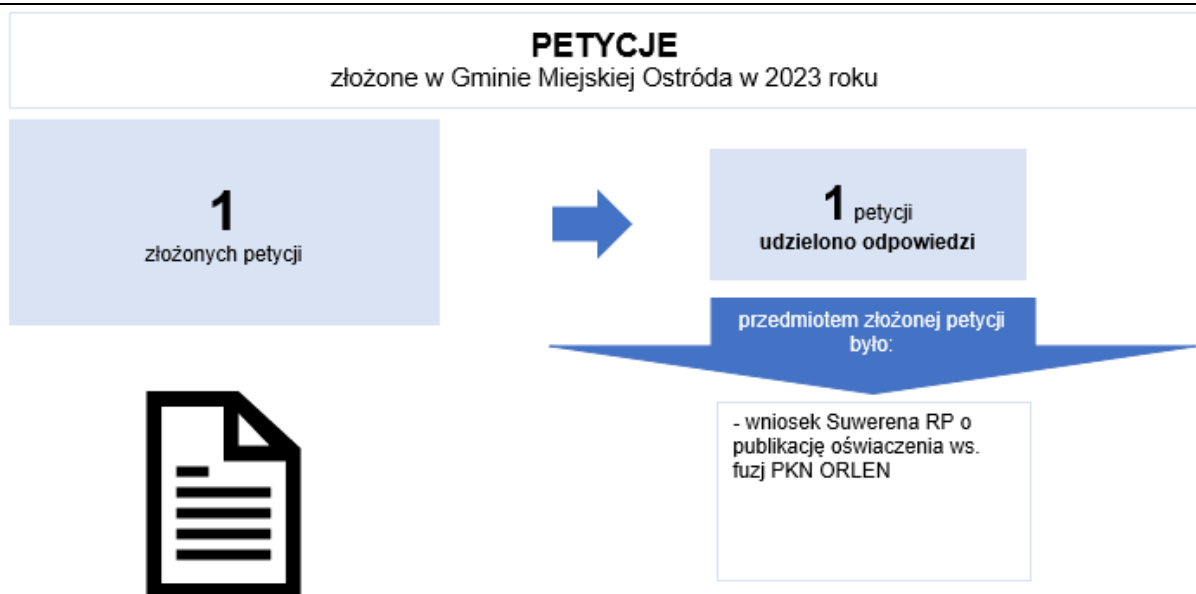 PETYCJE
złożone w Gminie Miejskiej Ostróda w 2023 roku
1
złożonych petycji
1 petycji
udzielono odpowiedzi
przedmiotem złożonej petycji
było:
- wniosek Suwerena RP o
publikację oświaczenia ws.
fuzj PKN ORLEN